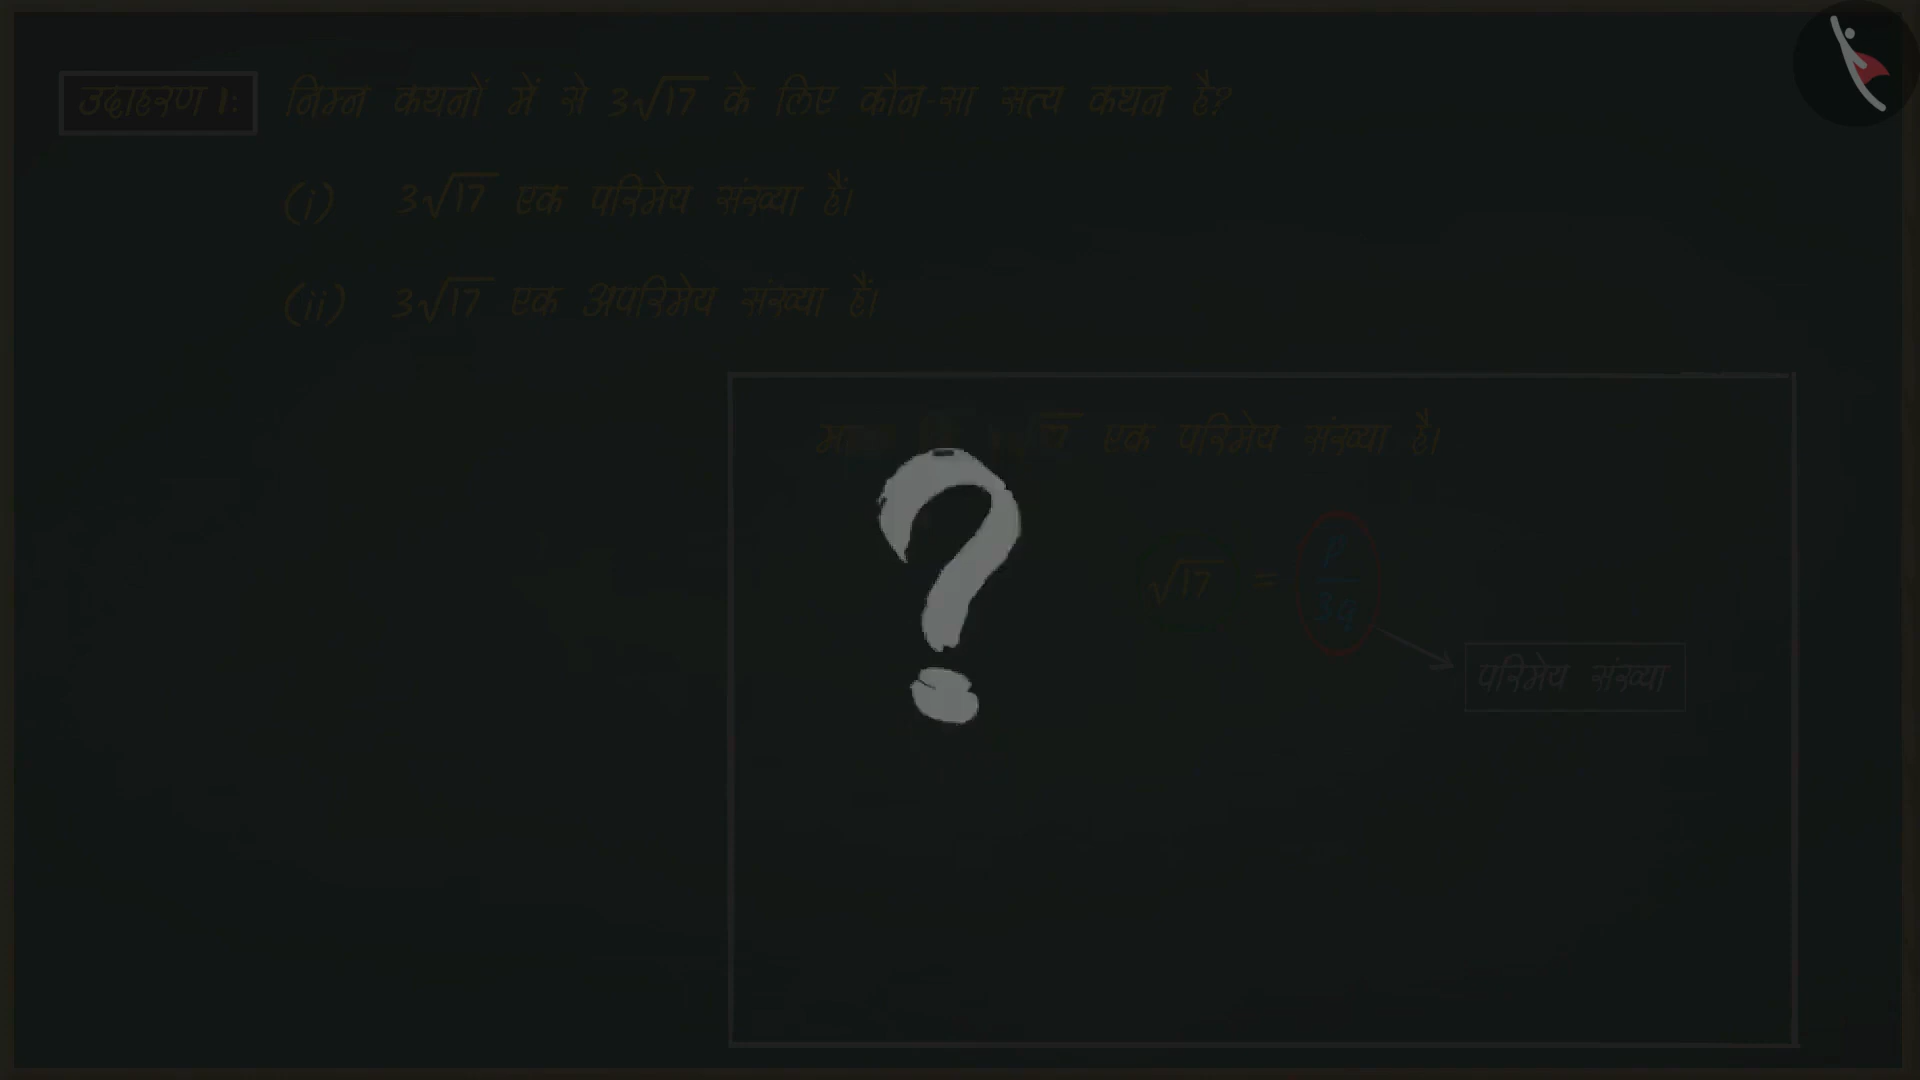 उदाहरण 1: निम्न कथनों में से 3√17 के लिए कौन-सा सत्य कथन है?
(i) 3√17 एक परिमेय संख्या है।
(ii) 3√17 एक अपरिमेय संख्या है।
एक परिमेय संख्या है।
?
√17 = p/3q
परिमेय संख्या